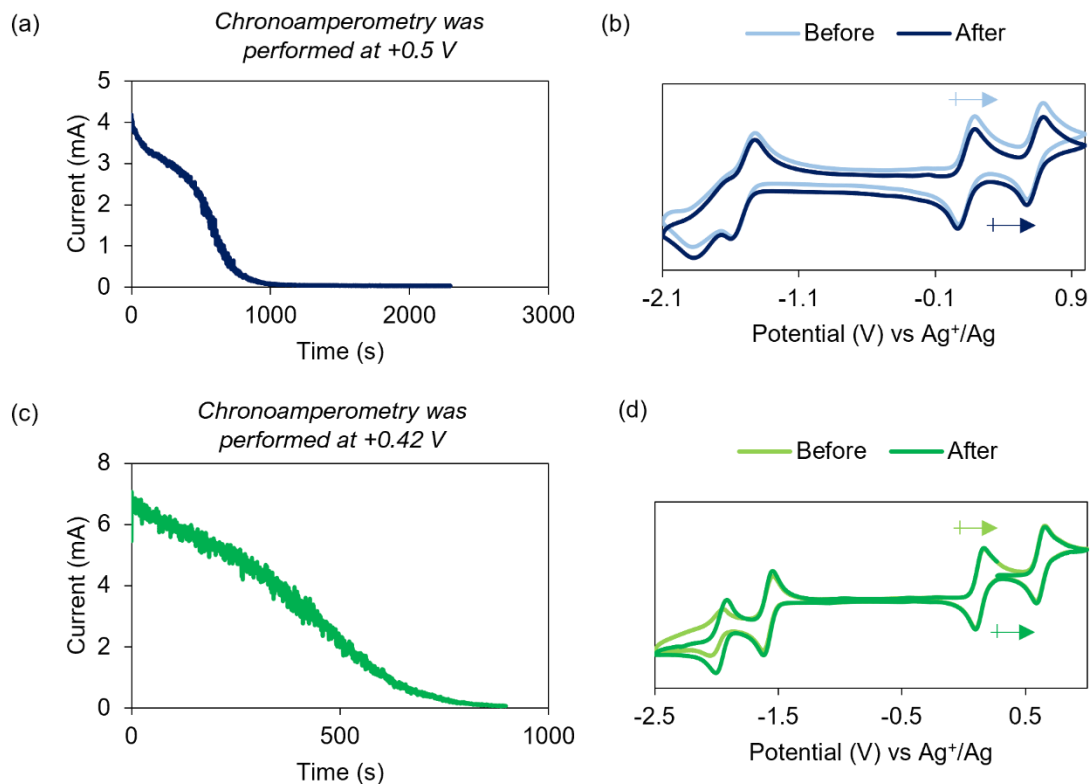 (a)
Chronoamperometry was
performed at +0.5 V
5
4
3
2
1
0
Current (mA)
0 1000 2000 3000
Time (s)
(b)
Before After
-2.1 -1.1 -0.1 0.9
Potential (V) vs Ag⁺/Ag
(c)
Chronoamperometry was
performed at +0.42 V
8
6
4
2
0
Current (mA)
0 500 1000
Time (s)
(d)
Before After
-2.5 -1.5 -0.5 0.5
Potential (V) vs Ag⁺/Ag